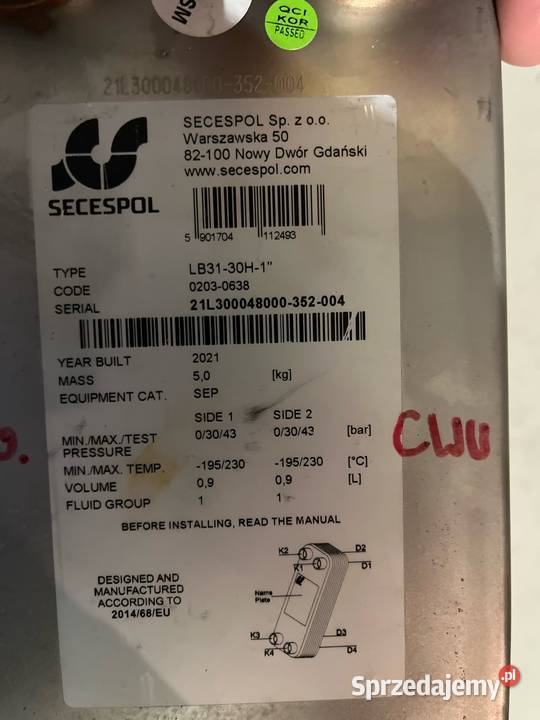 SM
QCI
KOR
PASSED
21L300048000-352-004
SECESPOL
SECESPOL Sp. z o.o.
Warszawska 50
82-100 Nowy Dwór Gdański
www.secespol.com
5 901704 112493
TYPE LB31-30H-1"
CODE 0203-0638
SERIAL 21L300048000-352-004
YEAR BUILT 2021
MASS 5,0 [kg]
EQUIPMENT CAT. SEP
SIDE 1 SIDE 2
MIN./MAX./TEST PRESSURE 0/30/43 0/30/43 [bar]
MIN./MAX. TEMP. -195/230 -195/230 [°C]
VOLUME 0,9 0,9 [L]
FLUID GROUP 1 1
CWU
BEFORE INSTALLING, READ THE MANUAL
DESIGNED AND
MANUFACTURED
ACCORDING TO
2014/68/EU
K2 D2
K1 D1
Name
Plate
K3 D3
K4 D4
Sprzedajemy.pl